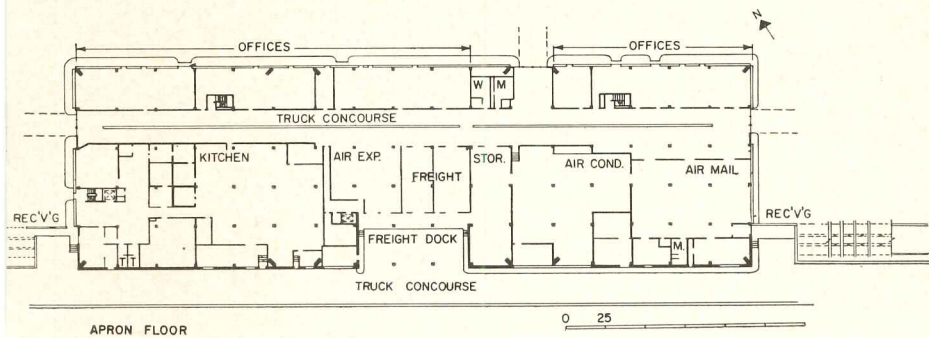 N
OFFICES
OFFICES
W M
TRUCK CONCOURSE
KITCHEN
AIR EXP.
STOR.
AIR COND.
FREIGHT
AIR MAIL
REC'V'G
REC'V'G
FREIGHT DOCK
M.
TRUCK CONCOURSE
0 25
APRON FLOOR